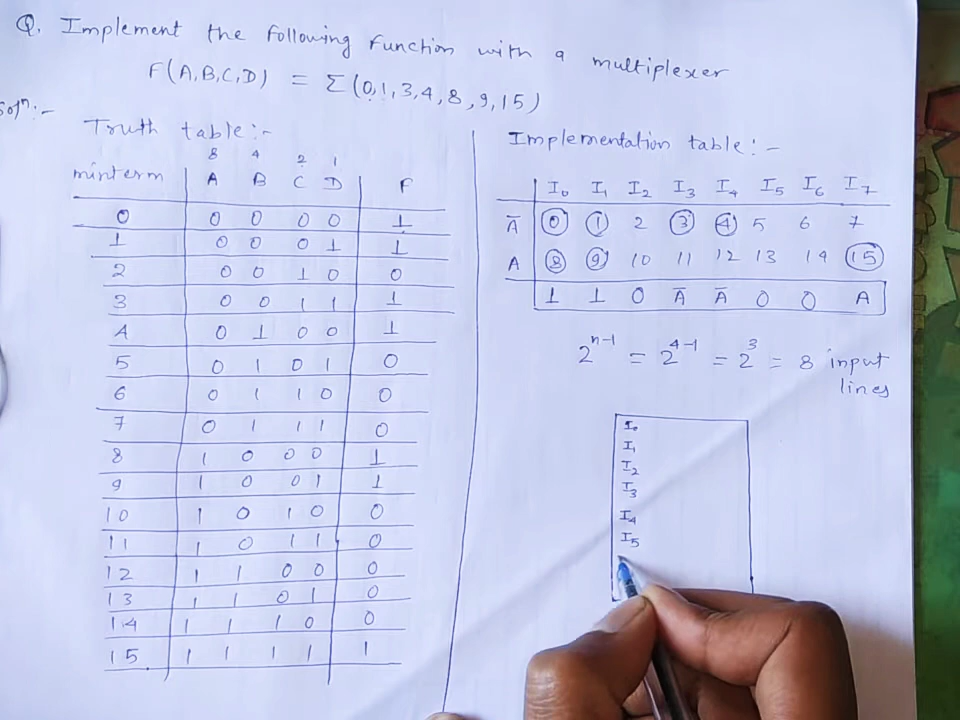 Q. Implement the following function with a multiplexer
F(A,B,C,D) = Σ(0,1,3,4,8,9,15)
Solⁿ:-
Truth table:-
8 4 2 1
minterm A B C D F
0 0 0 0 0 1
1 0 0 0 1 1
2 0 0 1 0 0
3 0 0 1 1 1
4 0 1 0 0 1
5 0 1 0 1 0
6 0 1 1 0 0
7 0 1 1 1 0
8 1 0 0 0 1
9 1 0 0 1 1
10 1 0 1 0 0
11 1 0 1 1 0
12 1 1 0 0 0
13 1 1 0 1 0
14 1 1 1 0 0
15 1 1 1 1 1
Implementation table:-
I₀ I₁ I₂ I₃ I₄ I₅ I₆ I₇
Ā 0 1 2 3 4 5 6 7
A 8 9 10 11 12 13 14 15
1 1 0 Ā Ā 0 0 A
2ⁿ⁻¹ = 2⁴⁻¹ = 2³ = 8 input
lines
I₀
I₁
I₂
I₃
I₄
I₅